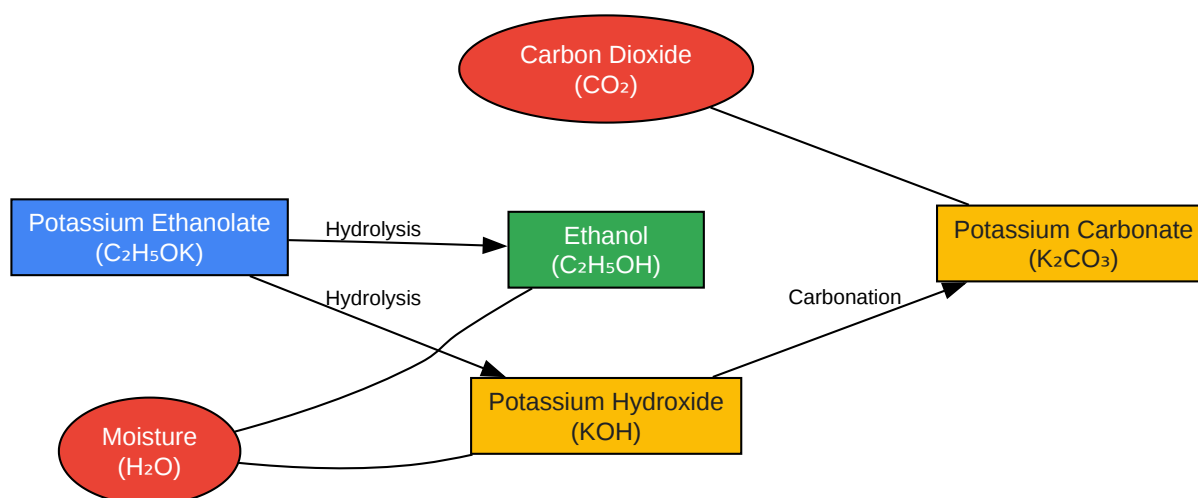 Carbon Dioxide
(CO₂)
Potassium Ethanolate
(C₂H₅OK)
Hydrolysis
Ethanol
(C₂H₅OH)
Potassium Carbonate
(K₂CO₃)
Hydrolysis
Carbonation
Potassium Hydroxide
(KOH)
Moisture
(H₂O)